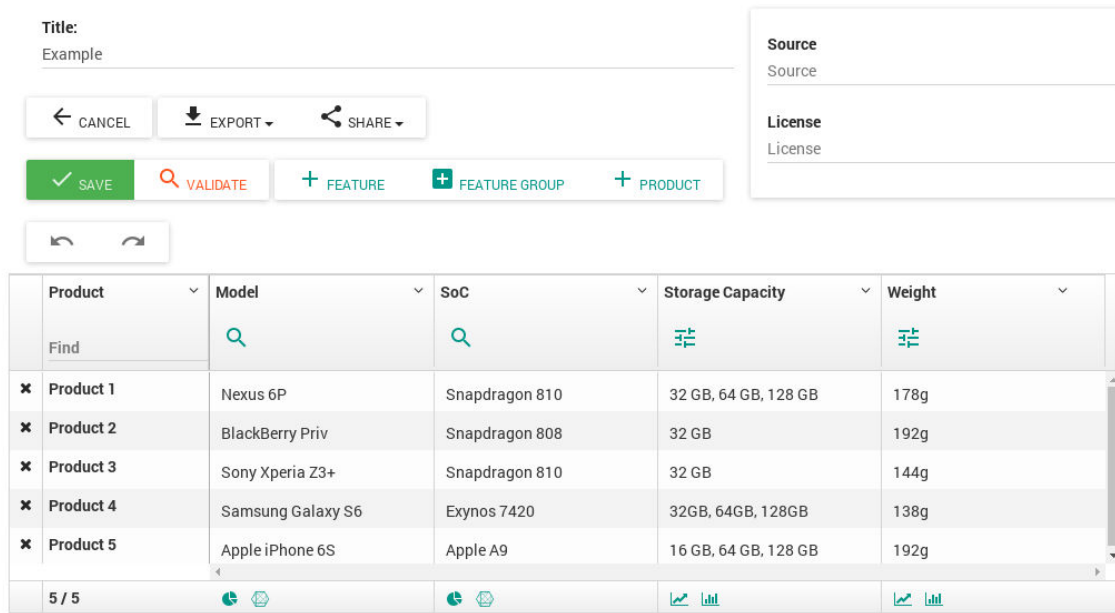 Title:
Example
Source
Source
License
License
CANCEL EXPORT SHARE
SAVE VALIDATE FEATURE FEATURE GROUP PRODUCT
Product Model SoC Storage Capacity Weight
Find
Product 1 Nexus 6P Snapdragon 810 32 GB, 64 GB, 128 GB 178g
Product 2 BlackBerry Priv Snapdragon 808 32 GB 192g
Product 3 Sony Xperia Z3+ Snapdragon 810 32 GB 144g
Product 4 Samsung Galaxy S6 Exynos 7420 32GB, 64GB, 128GB 138g
Product 5 Apple iPhone 6S Apple A9 16 GB, 64 GB, 128 GB 192g
5 / 5